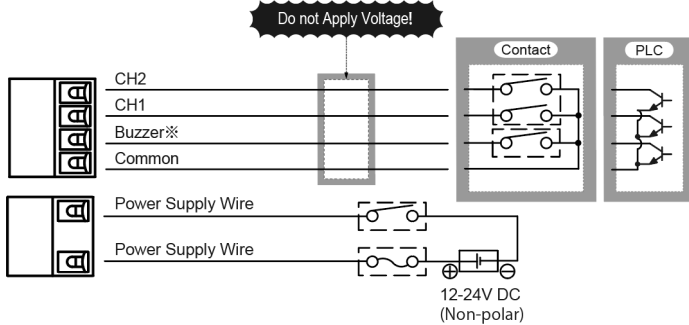 Do not Apply Voltage!
Contact
PLC
CH2
CH1
Buzzer※
Common
Power Supply Wire
Power Supply Wire
12-24V DC
(Non-polar)